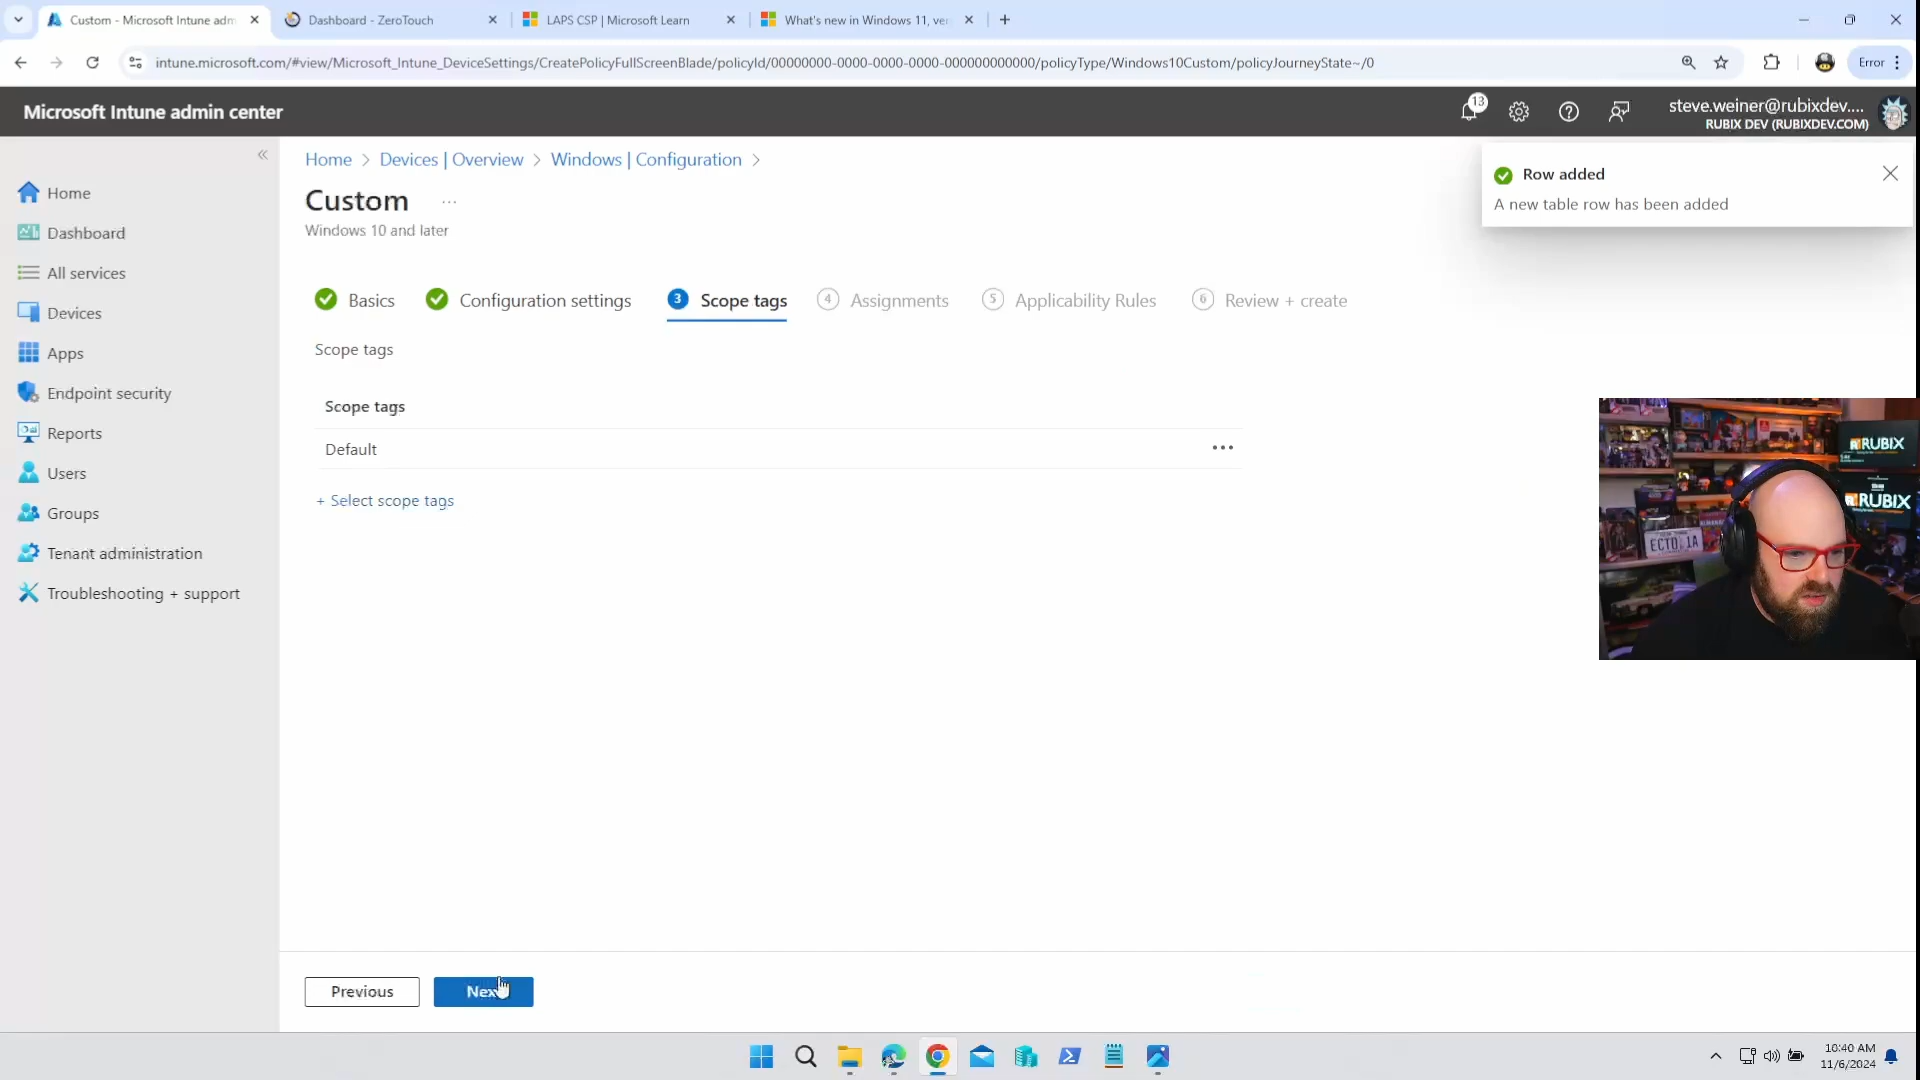 Custom - Microsoft Intune adm
Dashboard - ZeroTouch
LAPS CSP | Microsoft Learn
What's new in Windows 11, ver
intune.microsoft.com/#view/Microsoft_Intune_DeviceSettings/CreatePolicyFullScreenBlade/policyId/00000000-0000-0000-0000-000000000000/policyType/Windows10Custom/policyJourneyState~/0
Error
Microsoft Intune admin center
13
steve.weiner@rubixdev....
RUBIX DEV (RUBIXDEV.COM)
Home > Devices | Overview > Windows | Configuration >
Row added
A new table row has been added
Custom ...
Windows 10 and later
Home
Dashboard
All services
Devices
Apps
Endpoint security
Reports
Users
Groups
Tenant administration
Troubleshooting + support
Basics
Configuration settings
3 Scope tags
4 Assignments
5 Applicability Rules
6 Review + create
Scope tags
Scope tags
Default
+ Select scope tags
RUBIX
RUBIX
ECTO 1A
Previous
Next
10:40 AM
11/6/2024